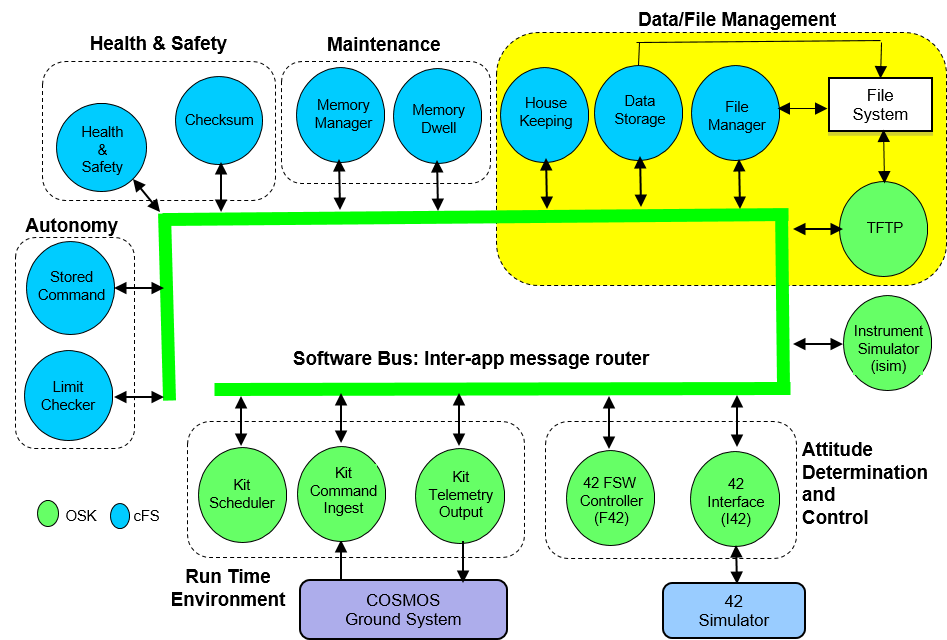 Data/File Management
Health & Safety
Maintenance
Health
&
Safety
Checksum
Memory
Manager
Memory
Dwell
House
Keeping
Data
Storage
File
Manager
File
System
TFTP
Autonomy
Stored
Command
Limit
Checker
Instrument
Simulator
(isim)
Software Bus: Inter-app message router
Kit
Scheduler
Kit
Command
Ingest
Kit
Telemetry
Output
42 FSW
Controller
(F42)
42
Interface
(I42)
Attitude
Determination
and
Control
OSK
cFS
Run Time
Environment
COSMOS
Ground System
42
Simulator